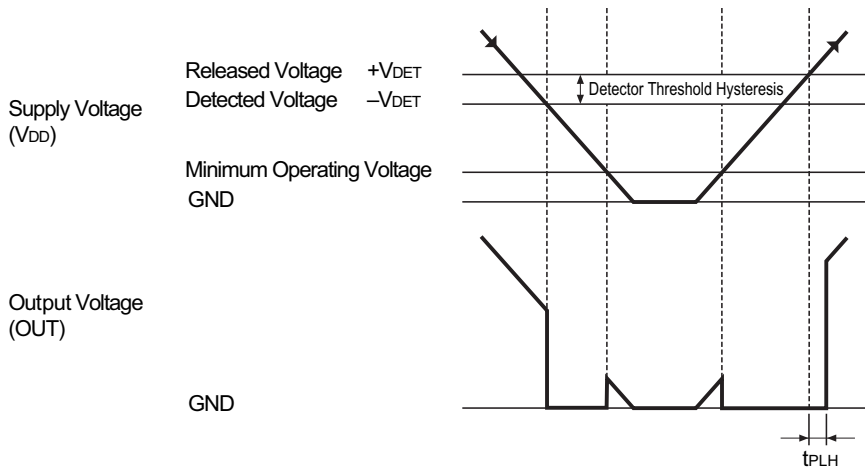 Released Voltage +VDET
Detected Voltage –VDET
Detector Threshold Hysteresis
Supply Voltage
(VDD)
Minimum Operating Voltage
GND
Output Voltage
(OUT)
GND
tPLH